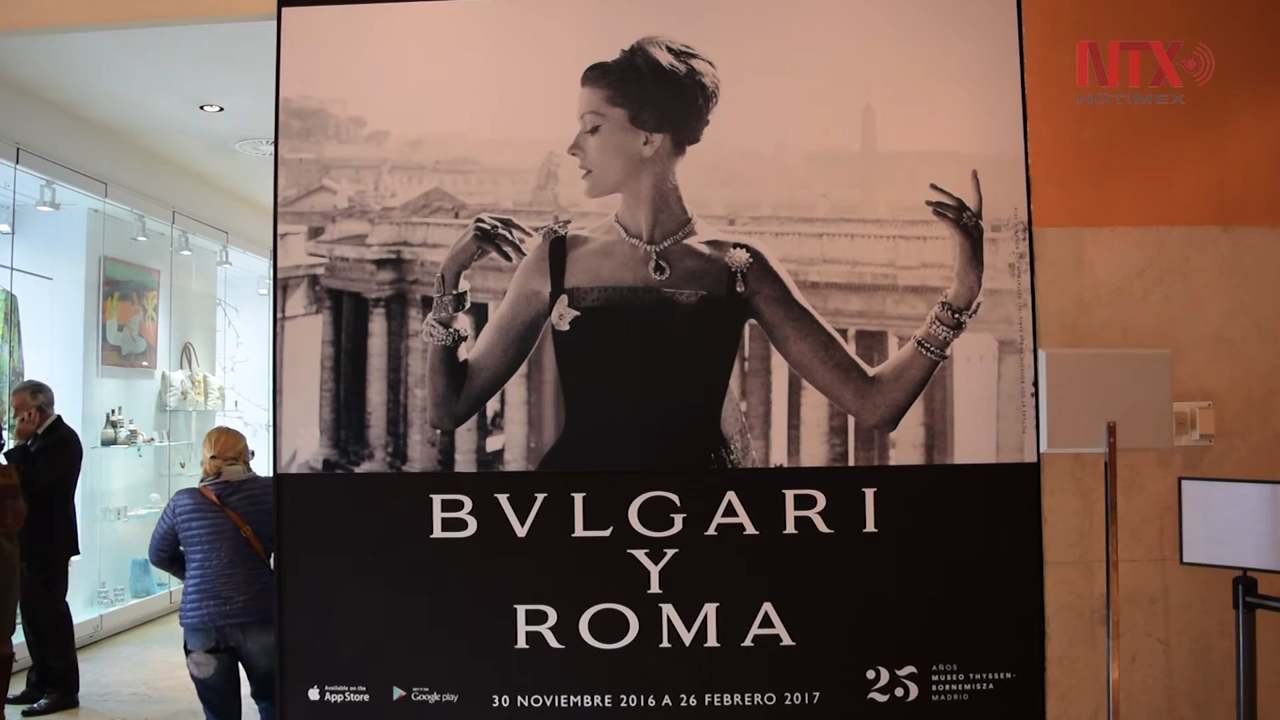 NTX
NOTIMEX
BVLGARI
Y
ROMA
Available on the
App Store
GET IT ON
Google play
30 NOVIEMBRE 2016 A 26 FEBRERO 2017
25
AÑOS
MUSEO THYSSEN-
BORNEMISZA
MADRID